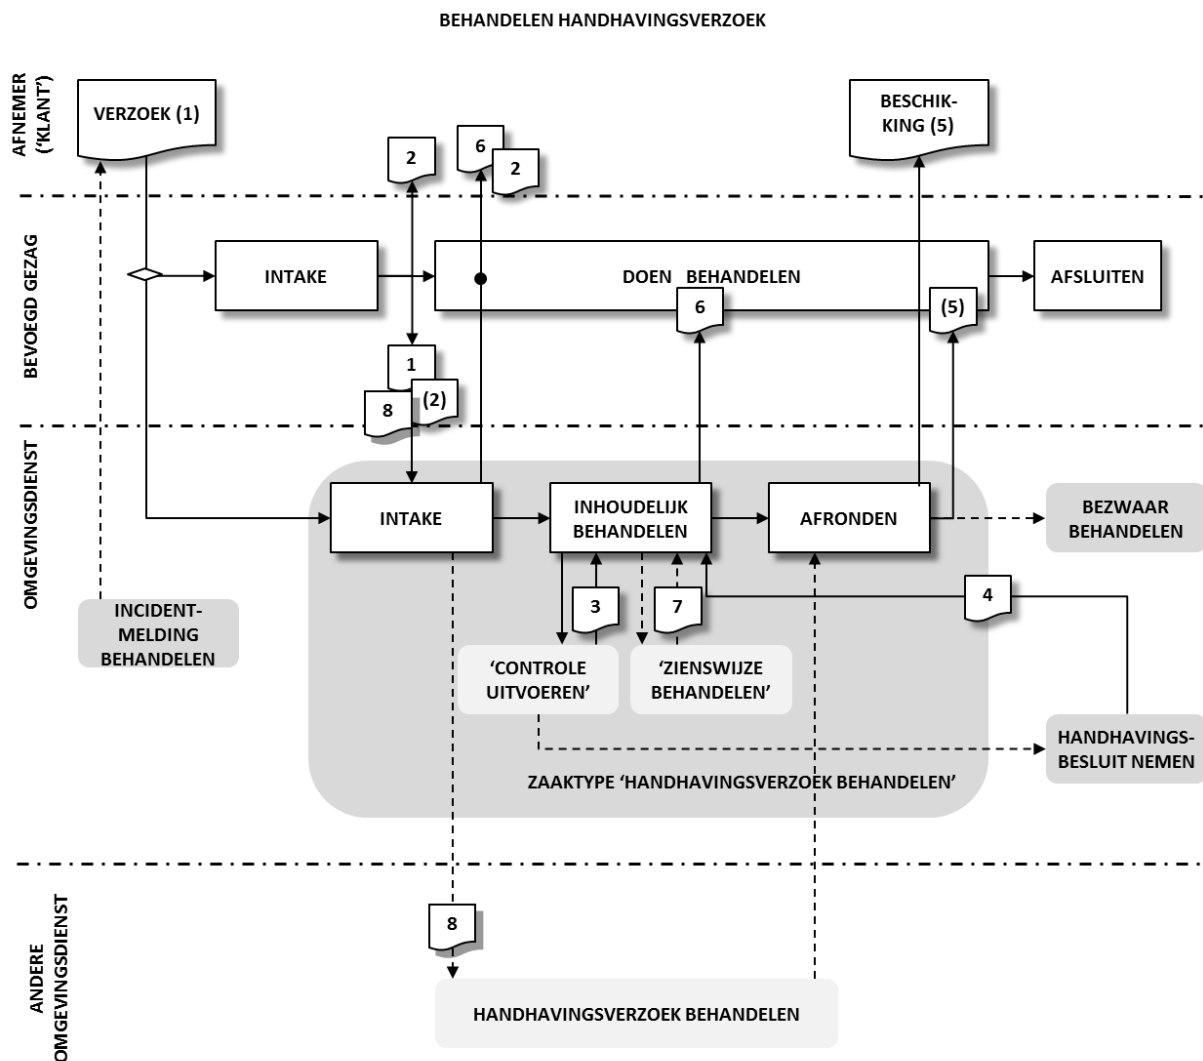 BEHANDELEN HANDHAVINGSVERZOEK
AFNEMER
(‘KLANT’)
VERZOEK (1)
BESCHIK-
KING (5)
2
6
2
BEVOEGD GEZAG
INTAKE
DOEN BEHANDELEN
AFSLUITEN
6
(5)
1
(2)
8
OMGEVINGSDIENST
INTAKE
INHOUDELIJK
BEHANDELEN
AFRONDEN
BEZWAAR
BEHANDELEN
3
7
4
INCIDENT-
MELDING
BEHANDELEN
‘CONTROLE
UITVOEREN’
‘ZIENSWIJZE
BEHANDELEN’
HANDHAVINGS-
BESLUIT NEMEN
ZAAKTYPE ‘HANDHAVINGSVERZOEK BEHANDELEN’
ANDERE
OMGEVINGSDIENST
8
HANDHAVINGSVERZOEK BEHANDELEN